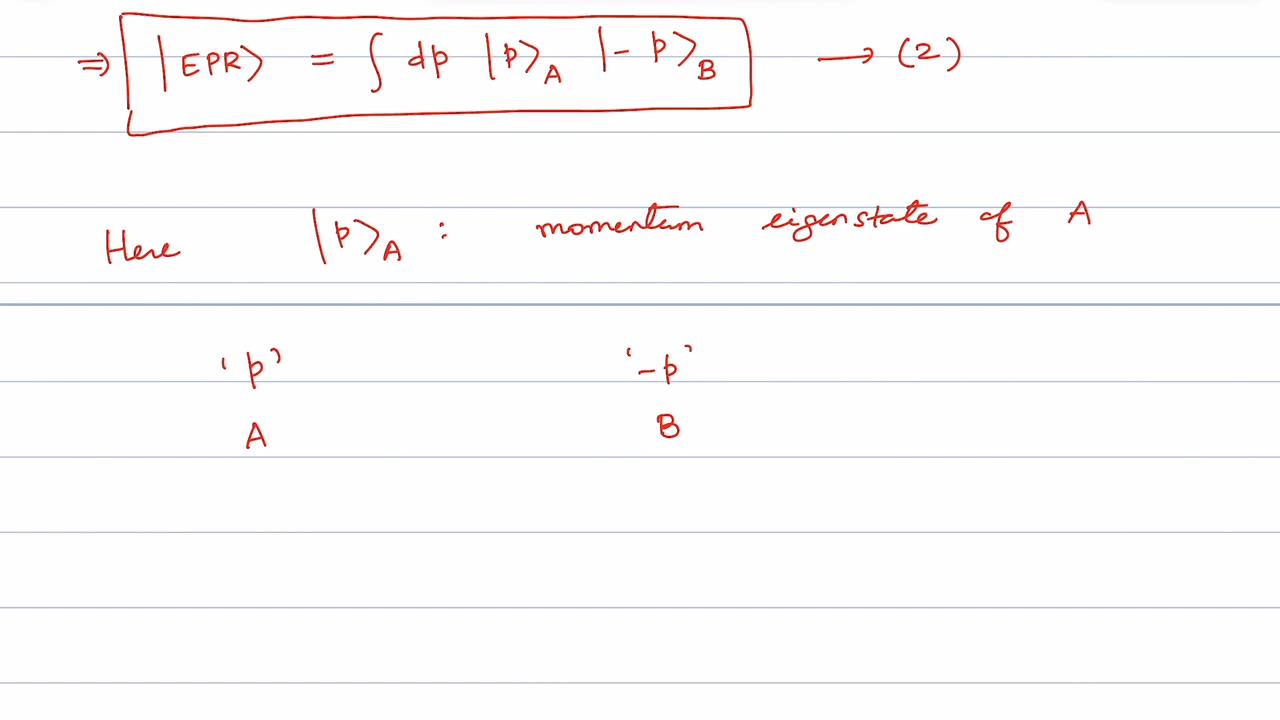 ⇒ |EPR⟩ = ∫ dp |p⟩_A |-p⟩_B ⟶ (2)
Here |p⟩_A : momentum eigenstate of A
'p' '-p'
A B